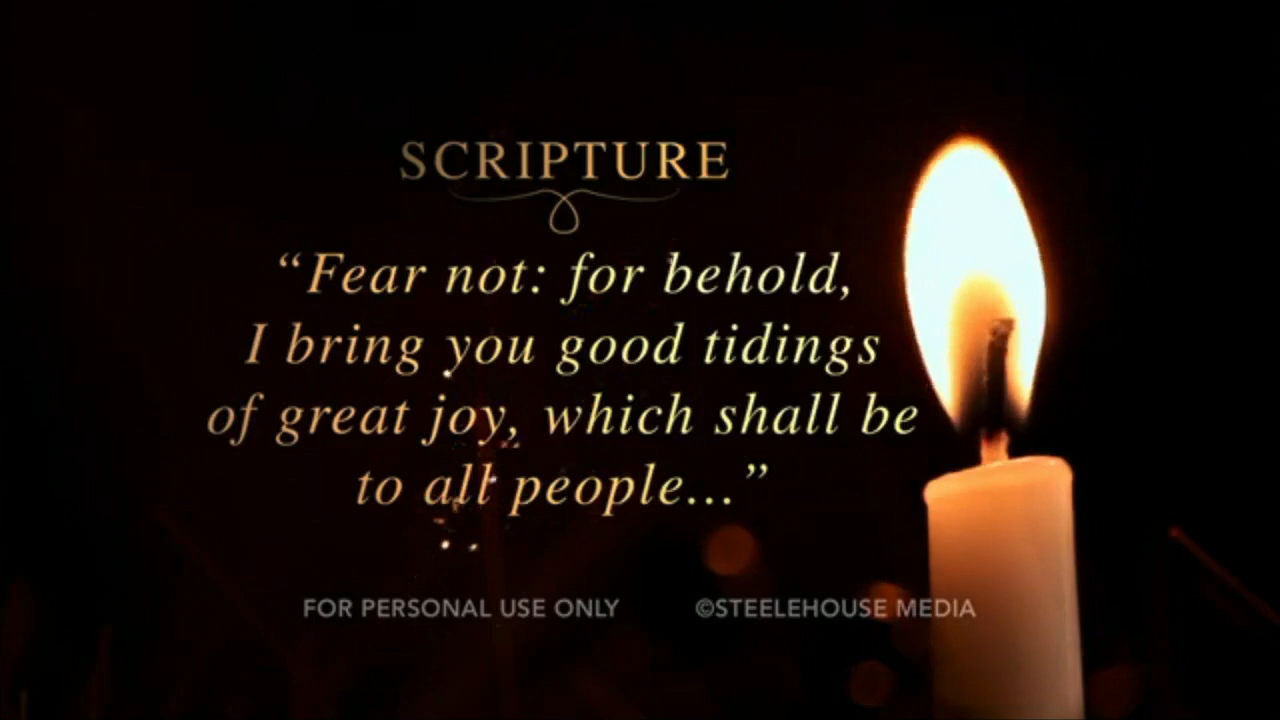 SCRIPTURE
“Fear not: for behold,
I bring you good tidings
of great joy, which shall be
to all people...”
FOR PERSONAL USE ONLY ©STEELEHOUSE MEDIA